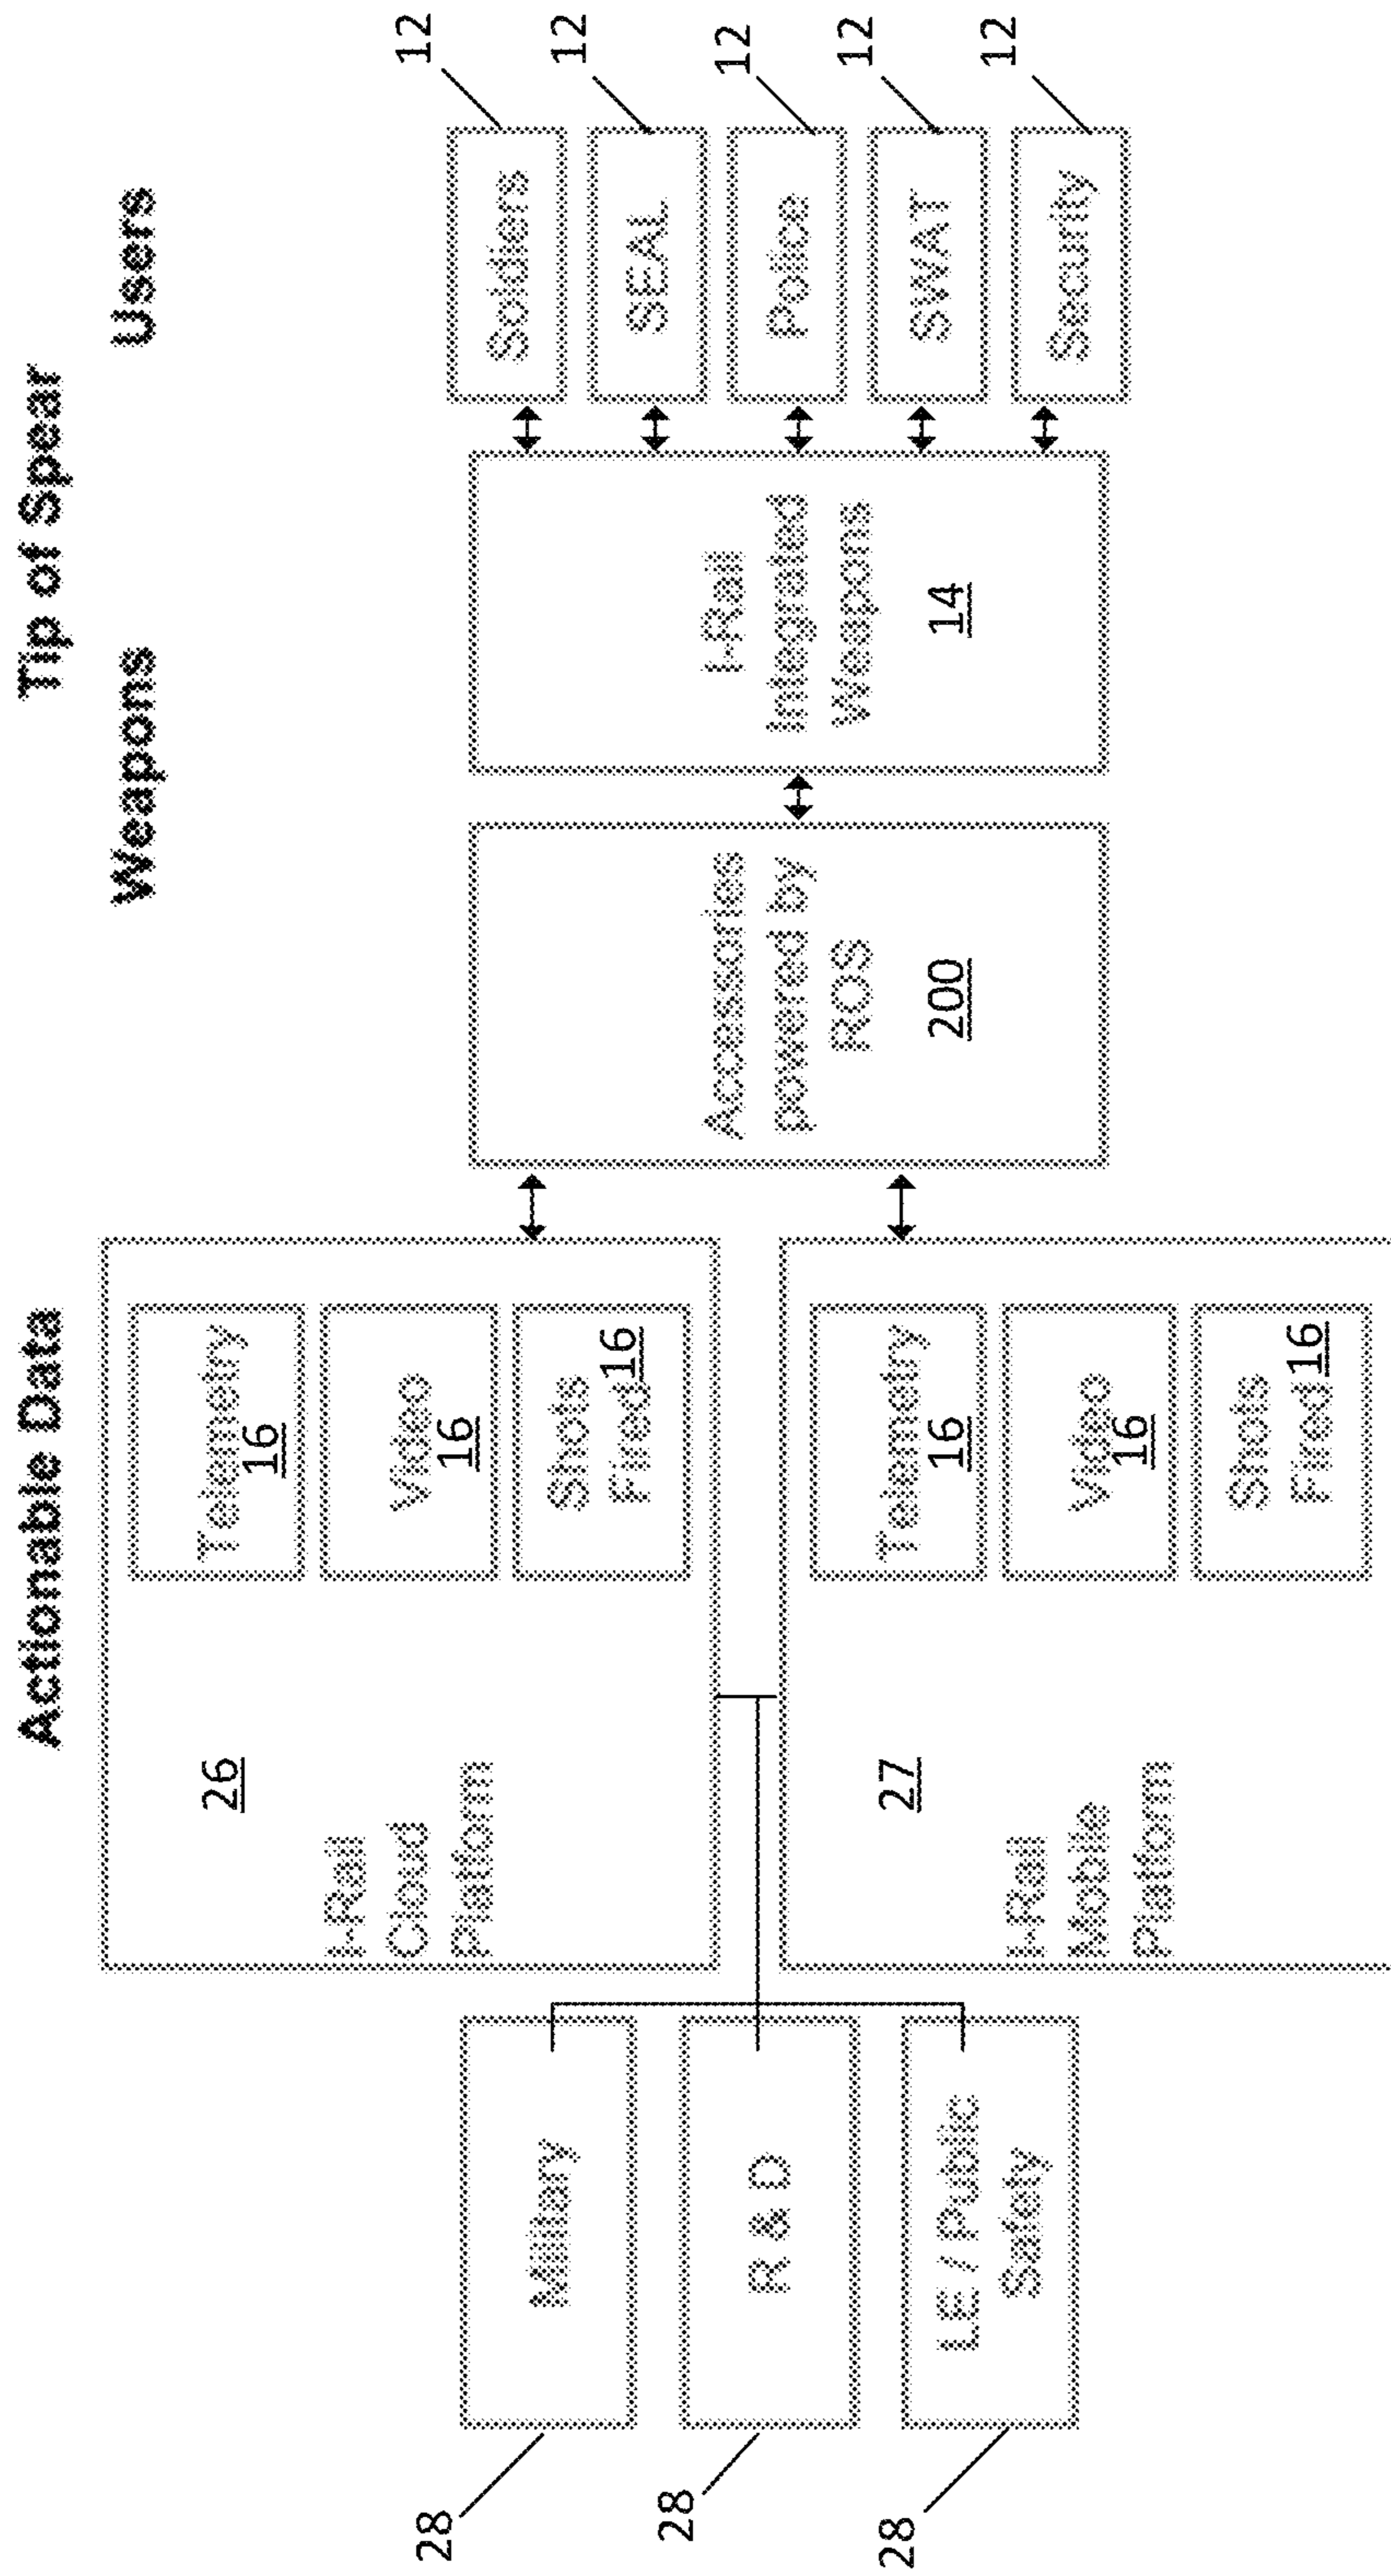 Tip of Spear
Actionable Data
Weapons
Users
28
Military
28
R & D
28
LE / Public
Safety
26
I-Rail
Cloud
Platform
Telemetry
16
Video
16
Shots
Fired 16
27
I-Rail
Mobile
Platform
Telemetry
16
Video
16
Shots
Fired 16
Accessories
powered by
ROS
200
I-Rail
Integrated
Weapons
14
Soldiers
12
SEAL
12
Police
12
SWAT
12
Security
12